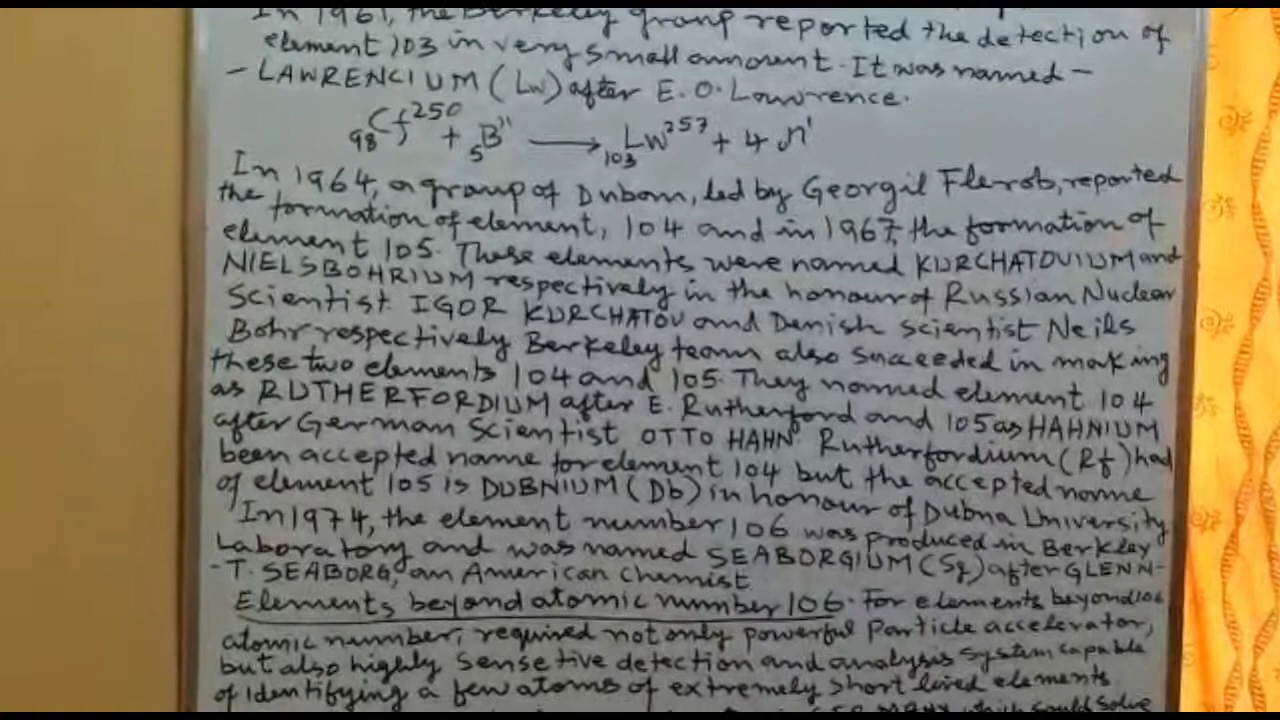 In 1961, the Berkeley group reported the detection of
element 103 in very small amount. It was named -
- LAWRENCIUM (Lw) after E. O. Lawrence.
98Cf250 + 5B11 → 103Lw257 + 4 n1
In 1964, a group of Dubom, led by Georgil Flerob, reported
the formation of element, 104 and in 1967, the formation of
element 105. These elements were named KURCHATOUIUM and
NIELSBOHRIUM respectively in the honour of Russian Nuclear
Scientist IGOR KURCHATOU and Denish scientist Neils
Bohr respectively Berkeley team also succeeded in making
these two elements 104 and 105. They named element 104
as RUTHERFORDIUM after E. Rutherford and 105 as HAHNIUM
after German Scientist OTTO HAHN. Rutherfordium (Rf) had
been accepted name for element 104 but the accepted name
of element 105 is DUBNIUM (Db) in honour of Dubna University
In 1974, the element number 106 was produced in Berkley
Laboratory and was named SEABORGIUM (Sg) after GLENN-
-T. SEABORG, an American chemist
Elements beyond atomic number 106. For elements beyond 106
atomic number, required not only powerful Particle accelerator,
but also highly sensetive detection and analysis system capable
of identifying a few atoms of extremely short lived elements
which could solve